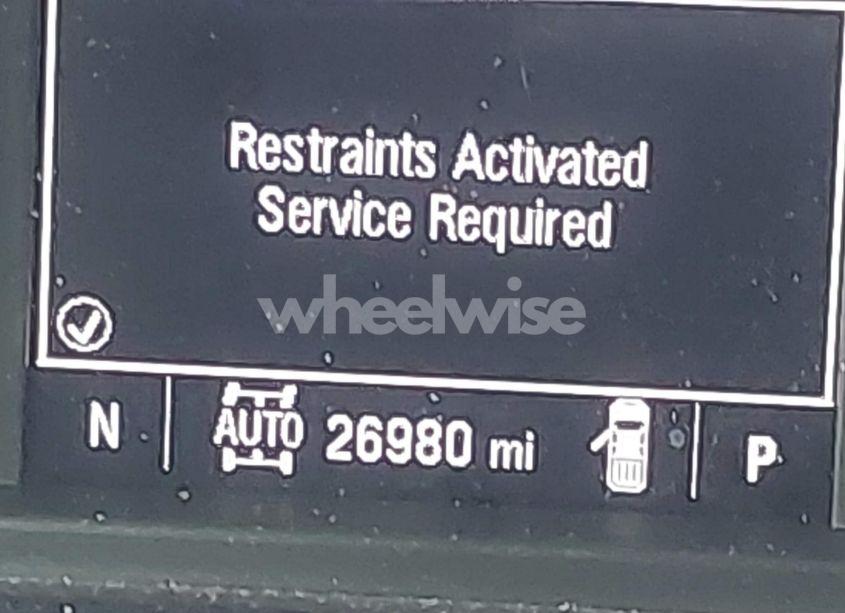 Restraints Activated
Service Required
wheelwise
N
AUTO
26980 mi
P